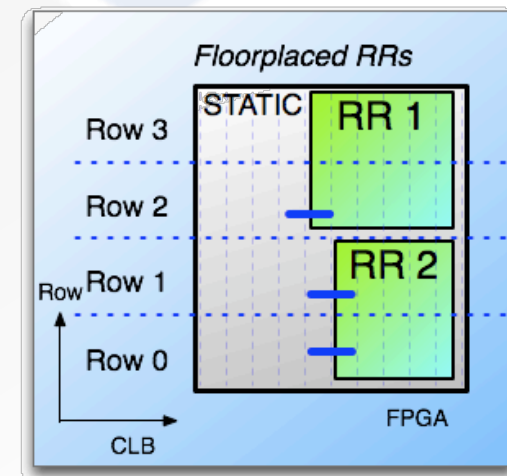 Floorplaced RRs
STATIC
RR 1
Row 3
Row 2
RR 2
Row
Row 1
Row 0
FPGA
CLB